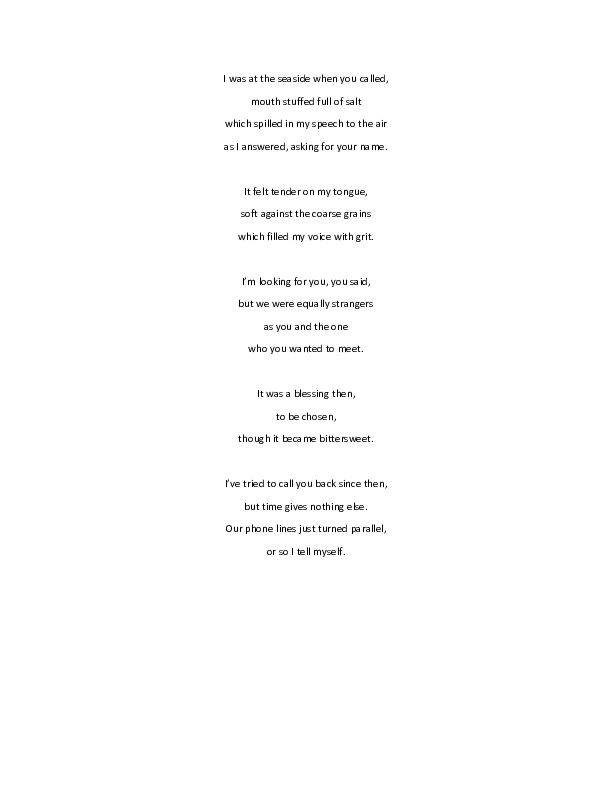 I was at the seaside when you called,
mouth stuffed full of salt
which spilled in my speech to the air
as I answered, asking for your name.
It felt tender on my tongue,
soft against the coarse grains
which filled my voice with grit.
I'm looking for you, you said,
but we were equally strangers
as you and the one
who you wanted to meet.
It was a blessing then,
to be chosen,
though it became bittersweet.
I've tried to call you back since then,
but time gives nothing else.
Our phone lines just turned parallel,
or so I tell myself.